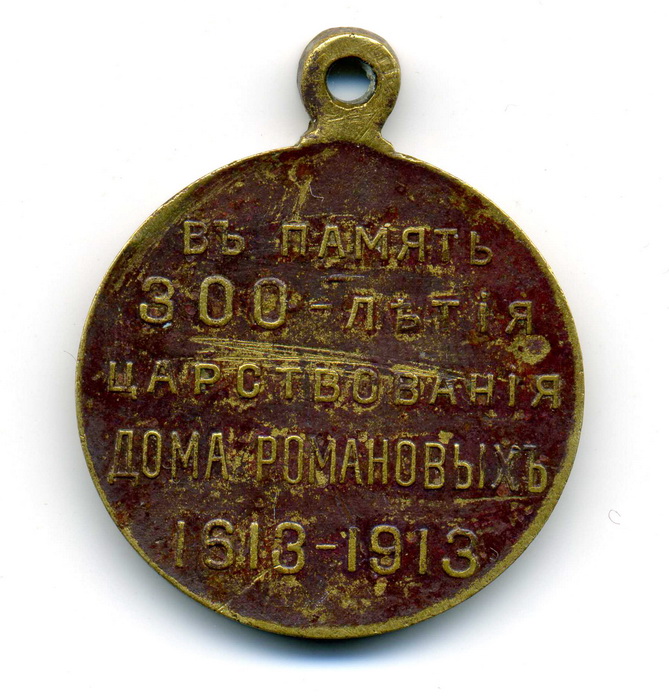 ВЪ ПАМЯТЬ
300-ЛѢТІЯ
ЦАРСТВОВАНІЯ
ДОМА РОМАНОВЫХЪ
1613-1913